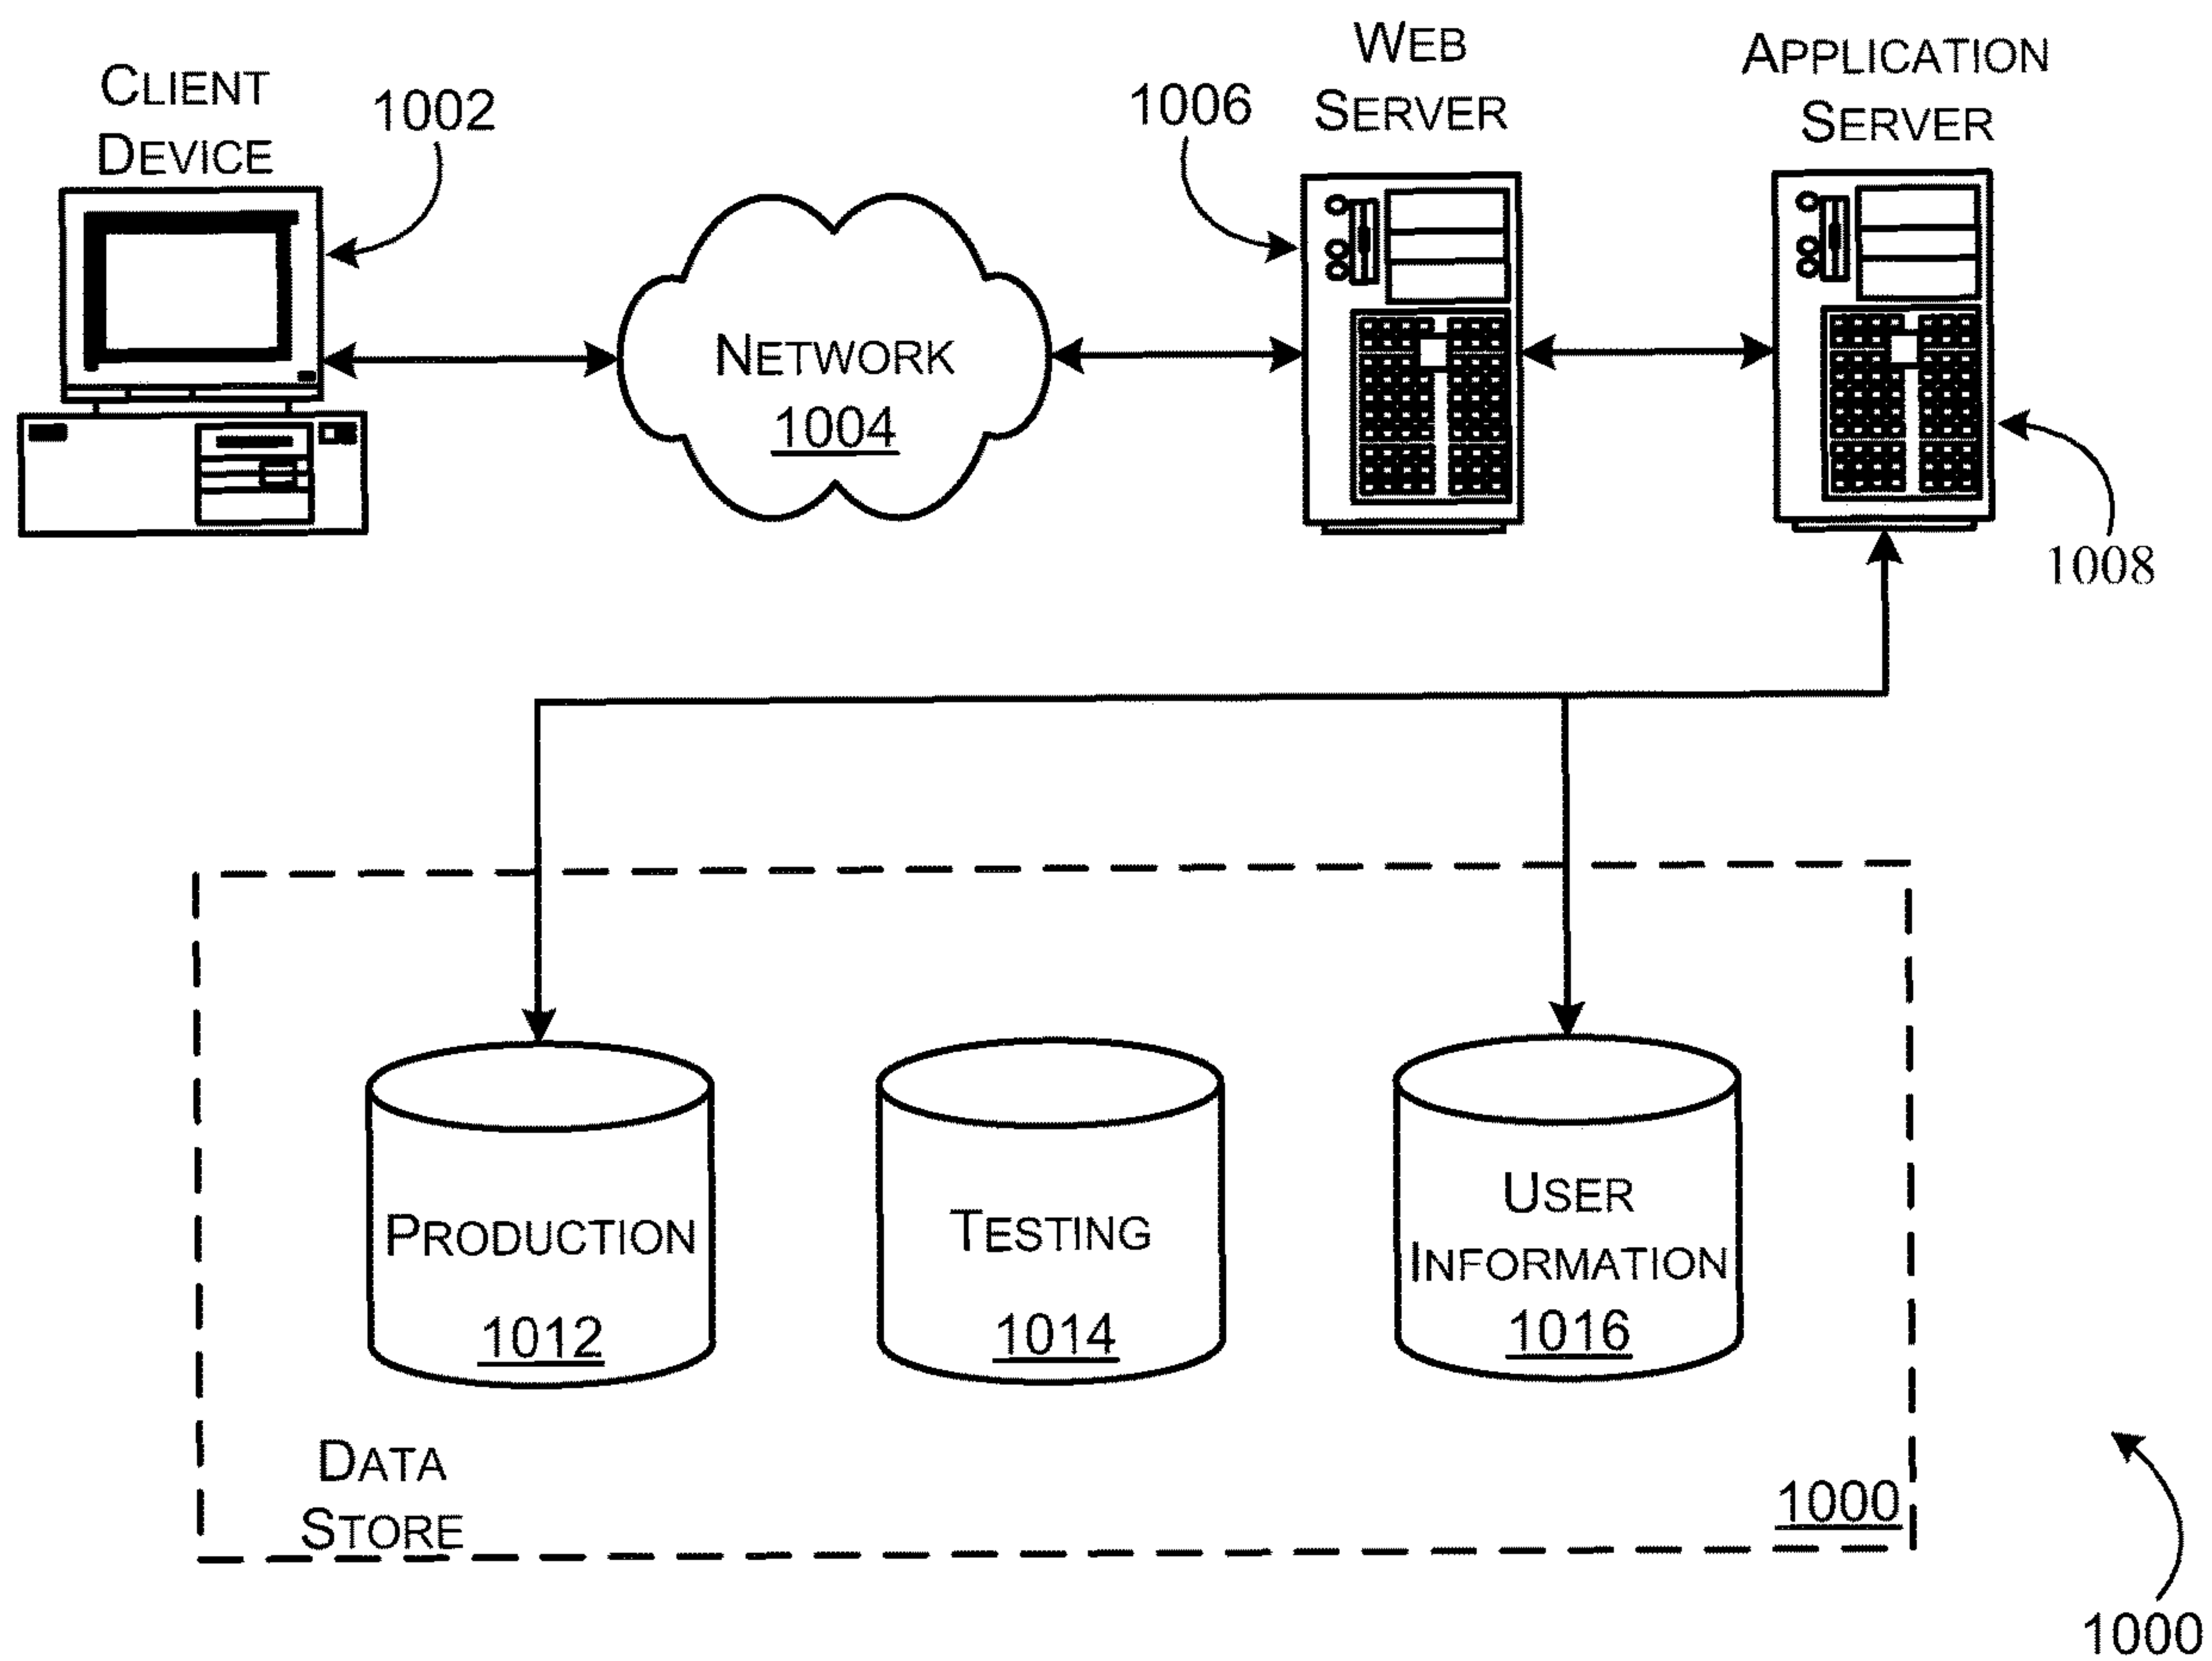 CLIENT
DEVICE
1002
1006
WEB
SERVER
APPLICATION
SERVER
NETWORK
1004
1008
PRODUCTION
1012
TESTING
1014
USER
INFORMATION
1016
DATA
STORE
1000
1000